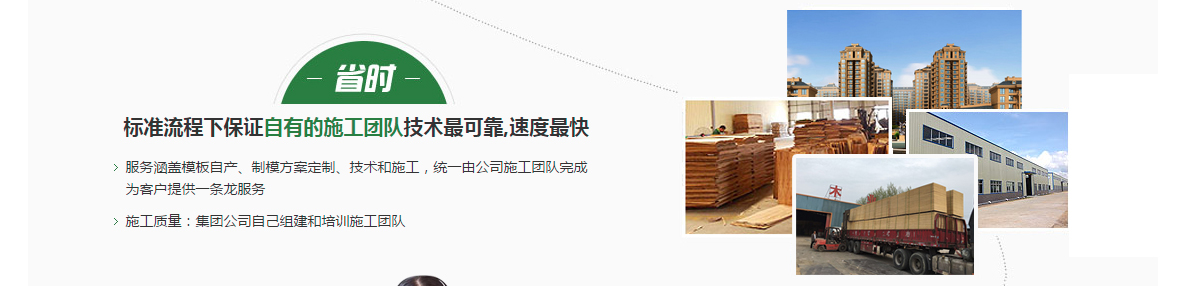 省时
标准流程下保证自有的施工团队技术最可靠,速度最快
服务涵盖模板自产、制模方案定制、技术和施工，统一由公司施工团队完成
为客户提供一条龙服务
施工质量：集团公司自己组建和培训施工团队
木